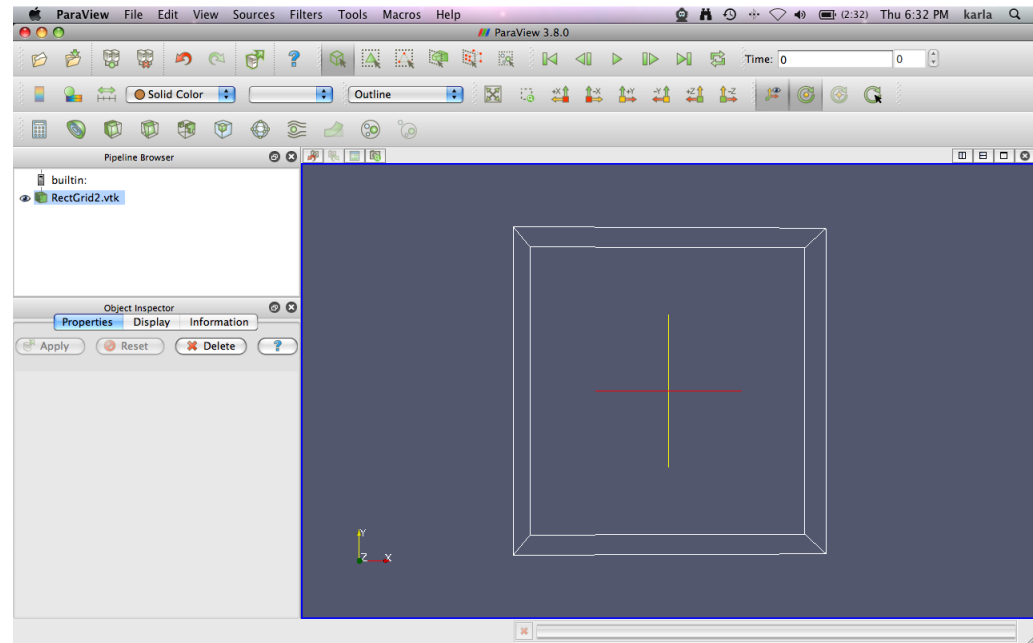 ParaView File Edit View Sources Filters Tools Macros Help (2:32) Thu 6:32 PM karla
ParaView 3.8.0
Time: 0 0
Solid Color Outline +X -X +Y -Y +Z -Z
Pipeline Browser
builtin:
RectGrid2.vtk
Object Inspector
Properties Display Information
Apply Reset Delete ?
Y
Z X